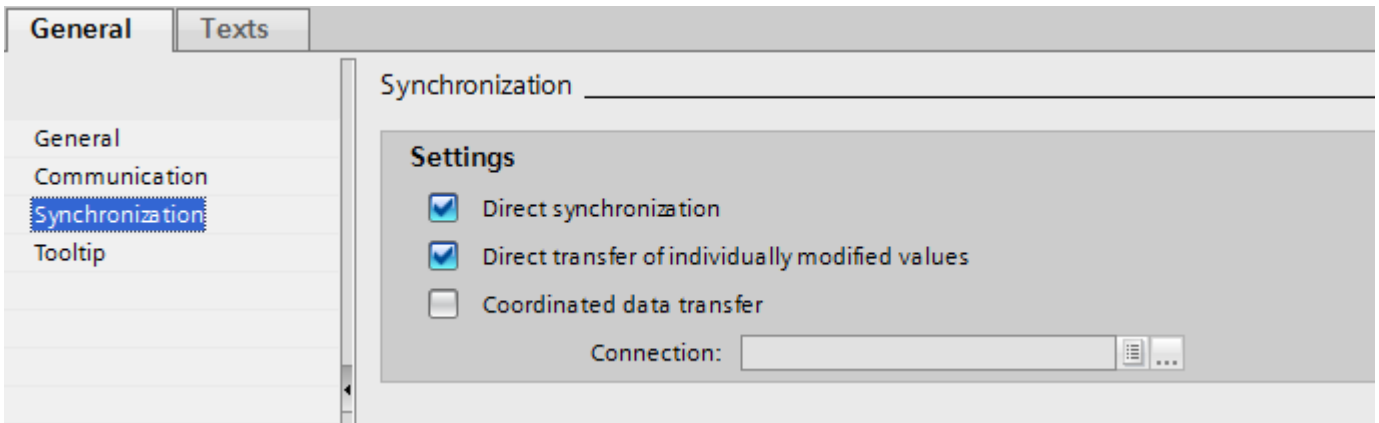 General Texts
Synchronization
General
Communication
Synchronization
Tooltip
Settings
Direct synchronization
Direct transfer of individually modified values
Coordinated data transfer
Connection:
...